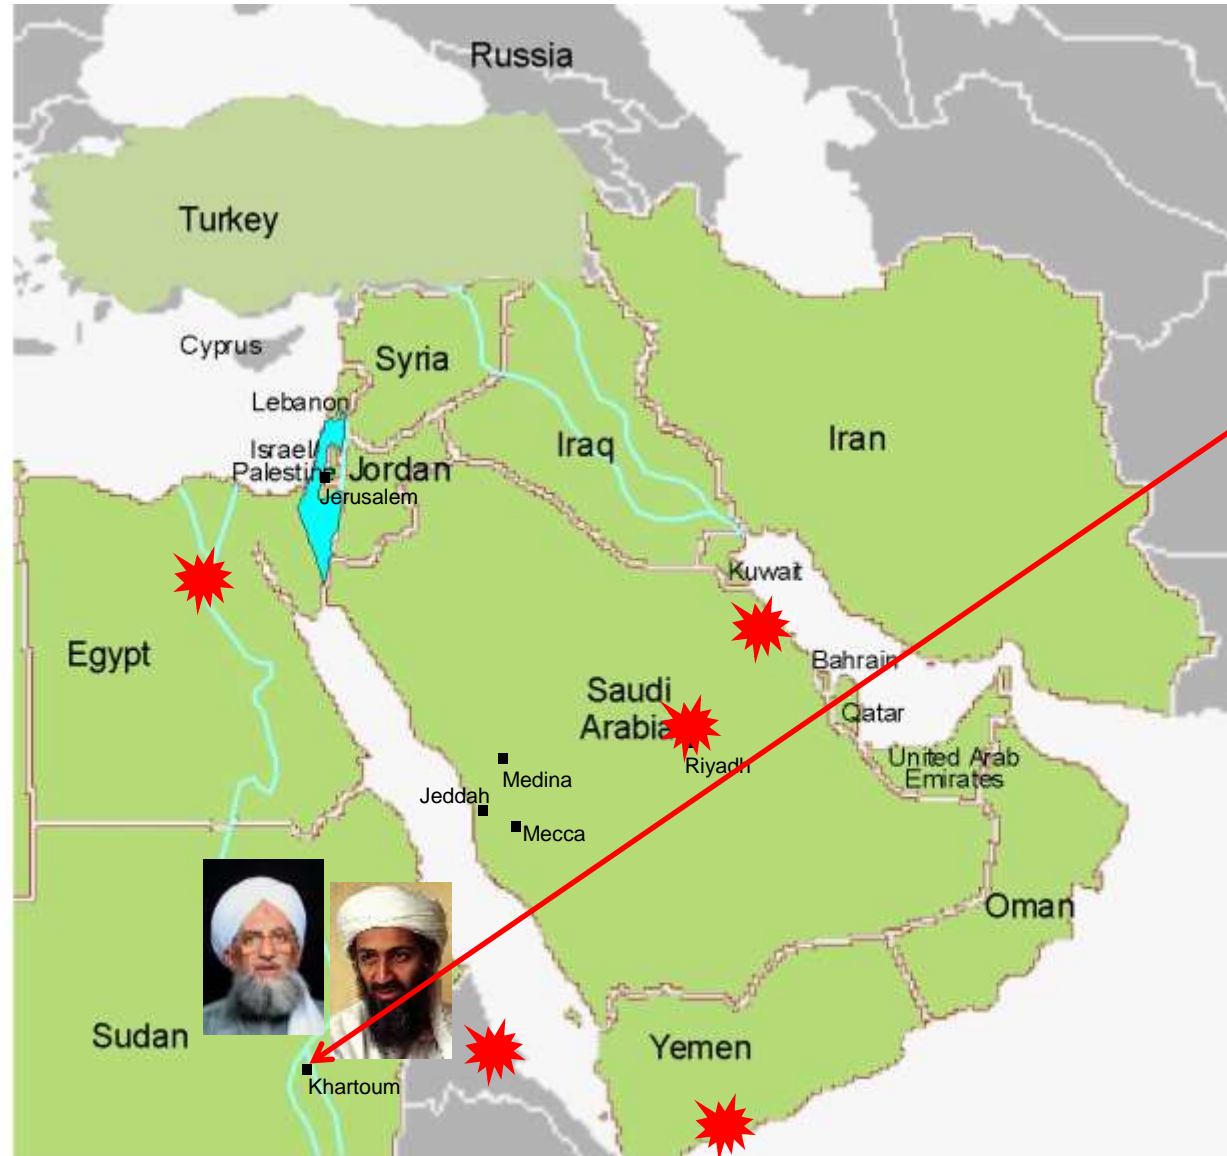 Russia
Turkey
Cyprus
Syria
Lebanon
Iraq
Iran
Israel/
Palestine
Jordan
Jerusalem
Kuwait
Egypt
Bahrain
Saudi
Arabia
Qatar
Riyadh
United Arab
Emirates
Medina
Jeddah
Mecca
Oman
Sudan
Yemen
Khartoum